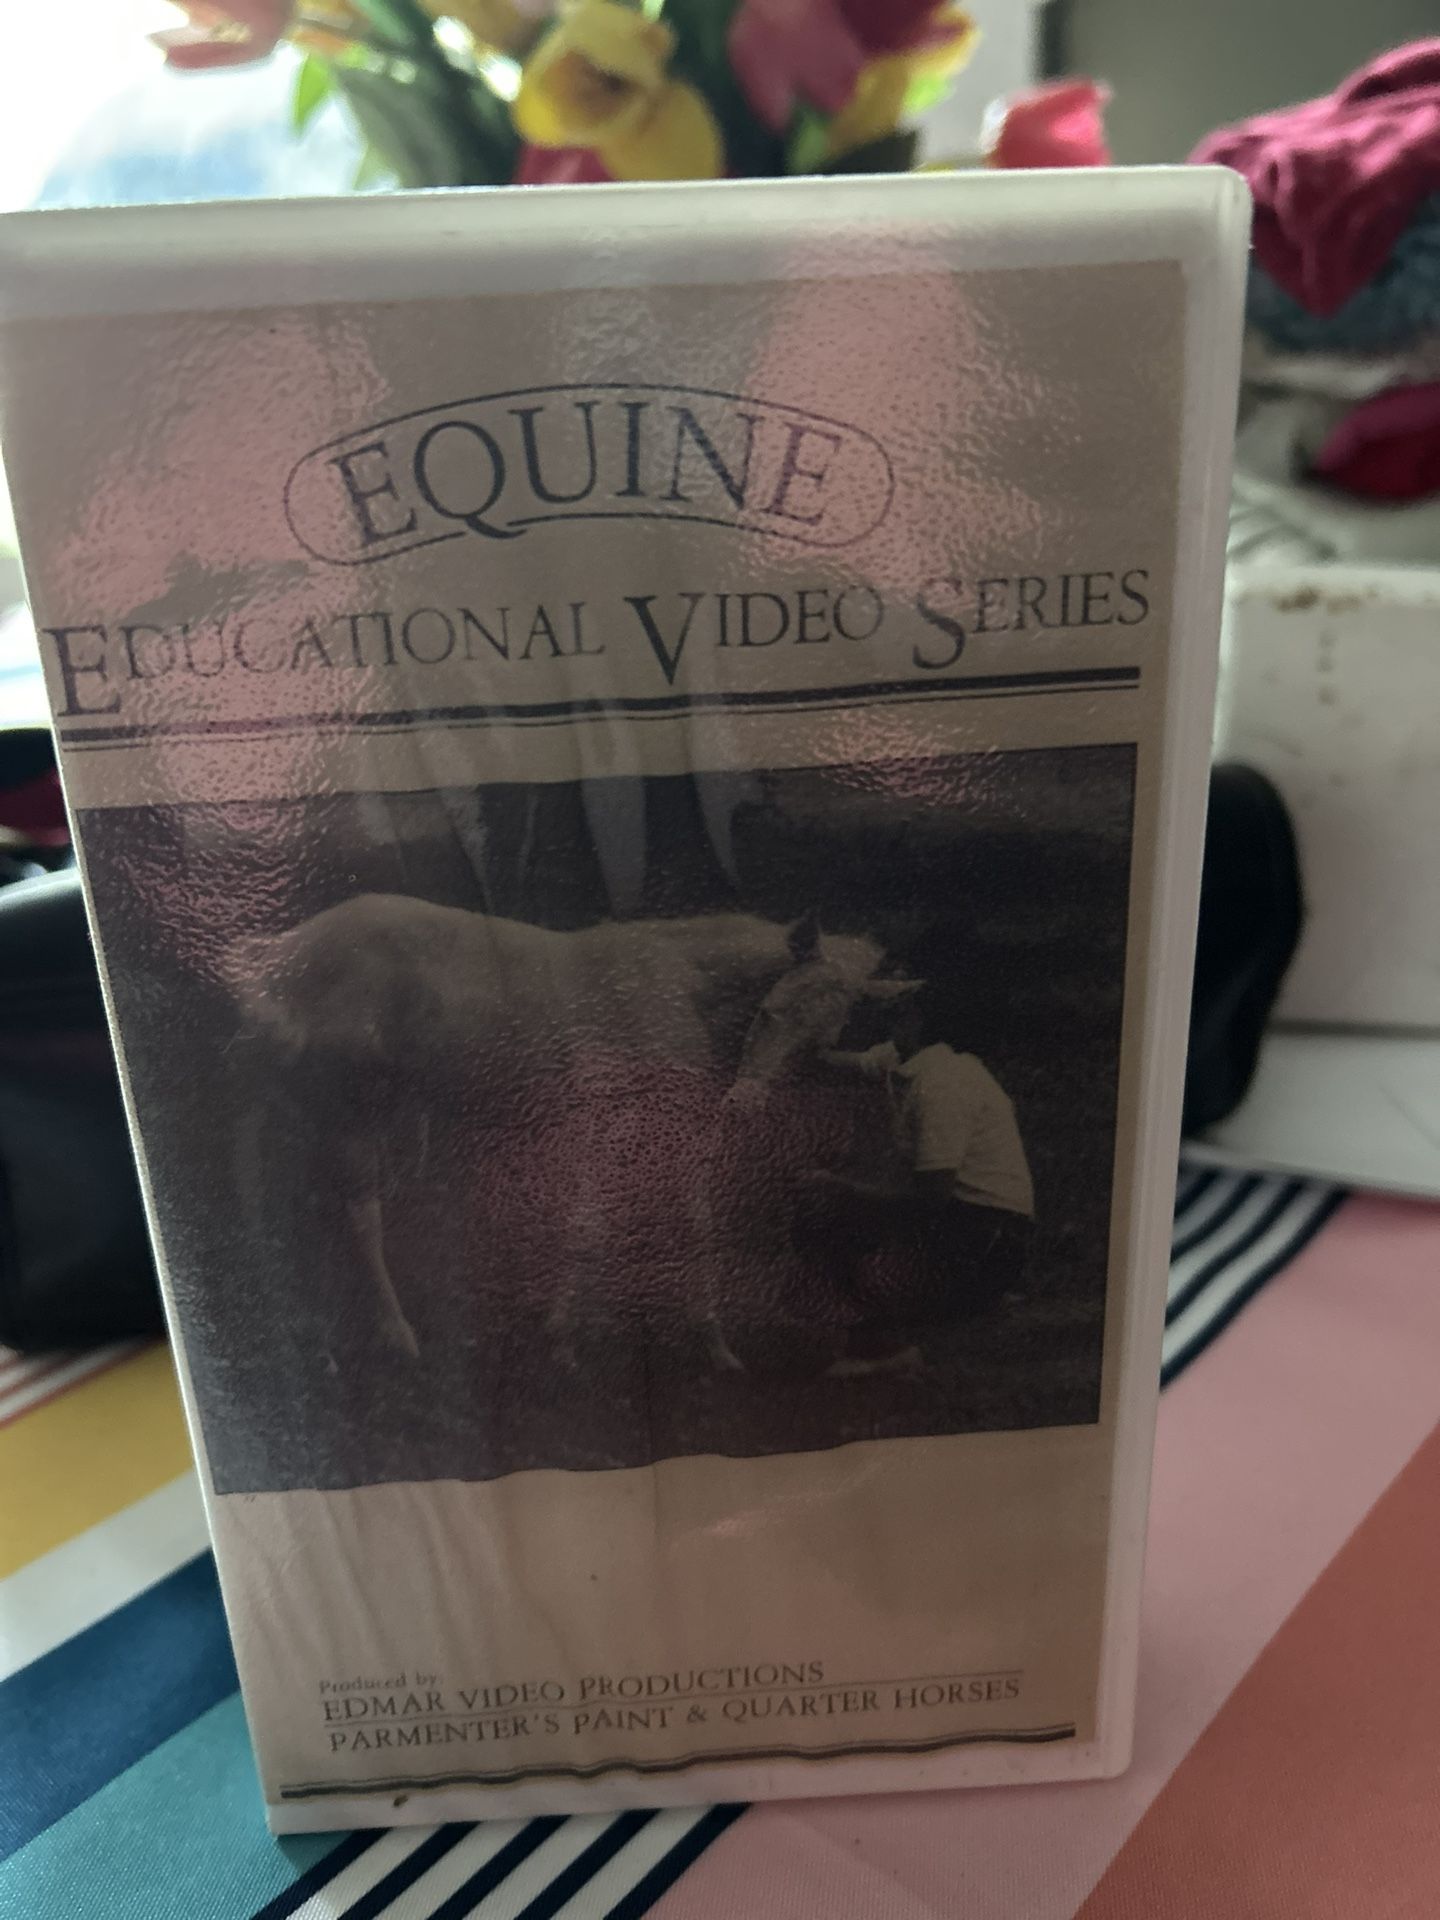 EQUINE
EDUCATIONAL VIDEO SERIES
Produced by:
EDMAR VIDEO PRODUCTIONS
PARMENTER'S PAINT & QUARTER HORSES